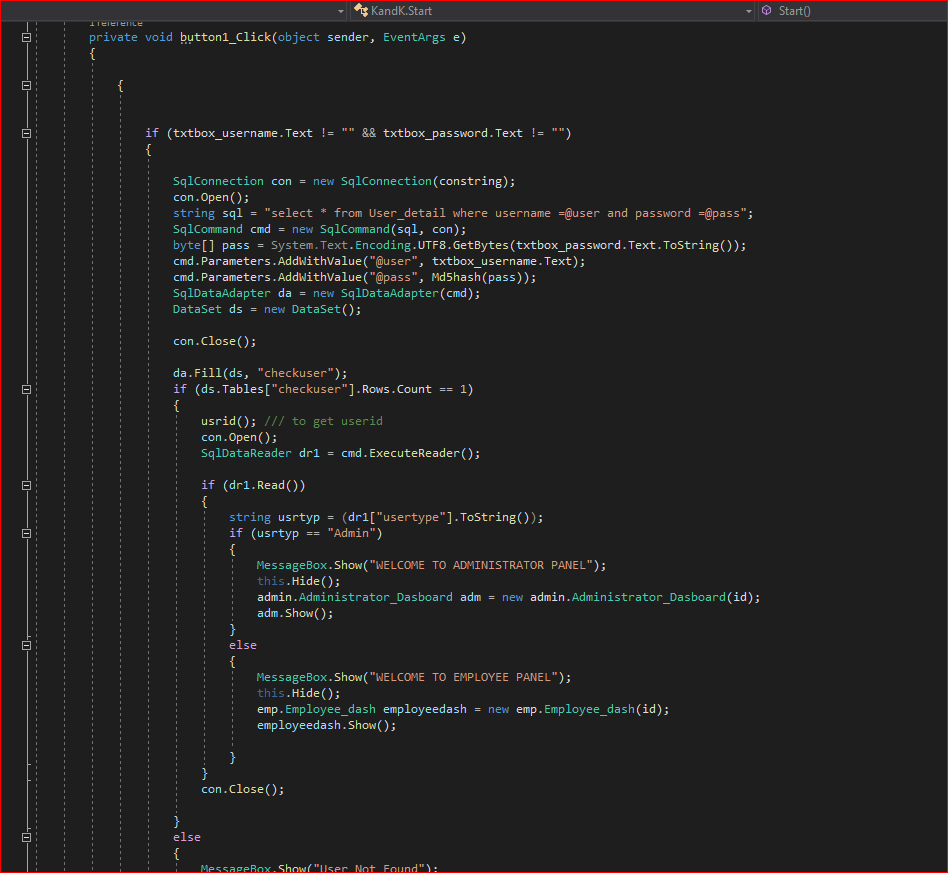 KandK.Start Start()
1reference
private void button1_Click(object sender, EventArgs e)
{
{
if (txtbox_username.Text != "" && txtbox_password.Text != "")
{
SqlConnection con = new SqlConnection(constring);
con.Open();
string sql = "select * from User_detail where username =@user and password =@pass";
SqlCommand cmd = new SqlCommand(sql, con);
byte[] pass = System.Text.Encoding.UTF8.GetBytes(txtbox_password.Text.ToString());
cmd.Parameters.AddWithValue("@user", txtbox_username.Text);
cmd.Parameters.AddWithValue("@pass", Md5hash(pass));
SqlDataAdapter da = new SqlDataAdapter(cmd);
DataSet ds = new DataSet();
con.Close();
da.Fill(ds, "checkuser");
if (ds.Tables["checkuser"].Rows.Count == 1)
{
usrid(); /// to get userid
con.Open();
SqlDataReader dr1 = cmd.ExecuteReader();
if (dr1.Read())
{
string usrtyp = (dr1["usertype"].ToString());
if (usrtyp == "Admin")
{
MessageBox.Show("WELCOME TO ADMINISTRATOR PANEL");
this.Hide();
admin.Administrator_Dasboard adm = new admin.Administrator_Dasboard(id);
adm.Show();
}
else
{
MessageBox.Show("WELCOME TO EMPLOYEE PANEL");
this.Hide();
emp.Employee_dash employeedash = new emp.Employee_dash(id);
employeedash.Show();
}
}
con.Close();
}
else
{
MessageBox.Show("User Not Found");